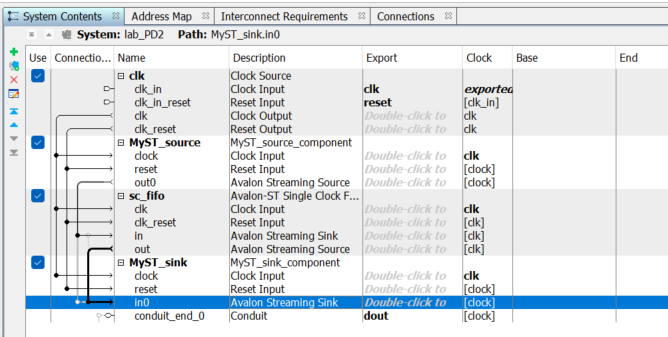 System Contents Address Map Interconnect Requirements Connections
System: lab_PD2 Path: MyST_sink.in0
Use Connectio... Name Description Export Clock Base End
clk Clock Source
clk_in Clock Input clk exported
clk_in_reset Reset Input reset [clk_in]
clk Clock Output Double-click to clk
clk_reset Reset Output Double-click to clk
MyST_source MyST_source_component
clock Clock Input Double-click to clk
reset Reset Input Double-click to [clock]
out0 Avalon Streaming Source Double-click to [clock]
sc_fifo Avalon-ST Single Clock F...
clk Clock Input Double-click to clk
clk_reset Reset Input Double-click to [clk]
in Avalon Streaming Sink Double-click to [clk]
out Avalon Streaming Source Double-click to [clk]
MyST_sink MyST_sink_component
clock Clock Input Double-click to clk
reset Reset Input Double-click to [clock]
in0 Avalon Streaming Sink Double-click to [clock]
conduit_end_0 Conduit dout [clock]